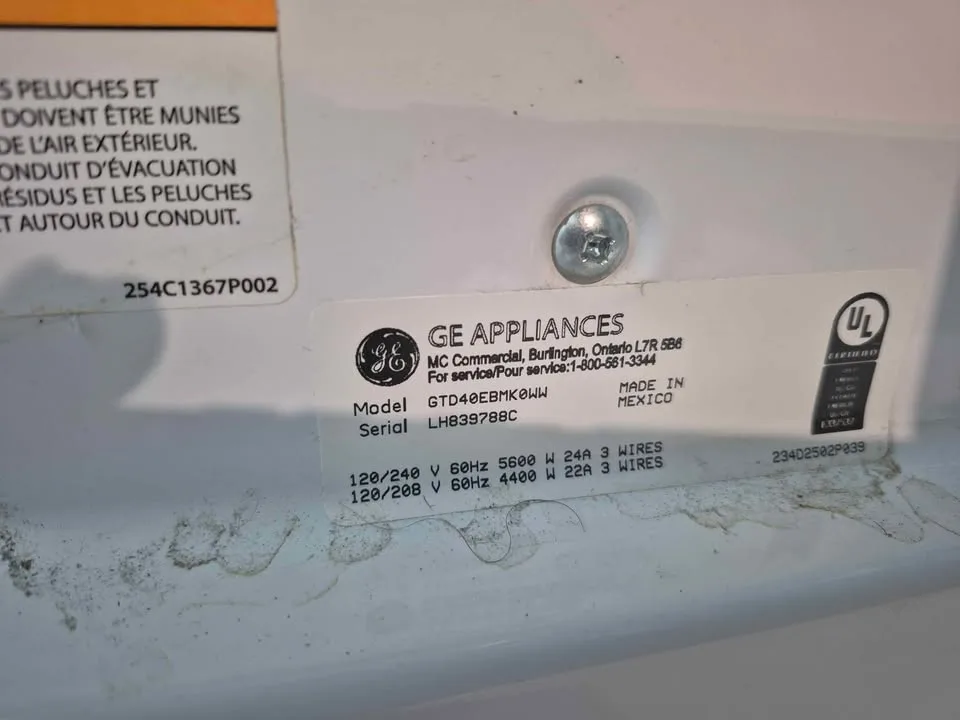 S PELUCHES ET
DOIVENT ÊTRE MUNIES
DE L'AIR EXTÉRIEUR.
ONDUIT D'ÉVACUATION
RÉSIDUS ET LES PELUCHES
ET AUTOUR DU CONDUIT.
254C1367P002
GE
GE APPLIANCES
MC Commercial, Burlington, Ontario L7R 5B6
For service/Pour service:1-800-561-3344
Model GTD40EBMK0WW
Serial LH839788C
MADE IN
MEXICO
120/240 V 60Hz 5600 W 24A 3 WIRES
120/208 V 60Hz 4400 W 22A 3 WIRES
UL
CERTIFIED
234D2502P039